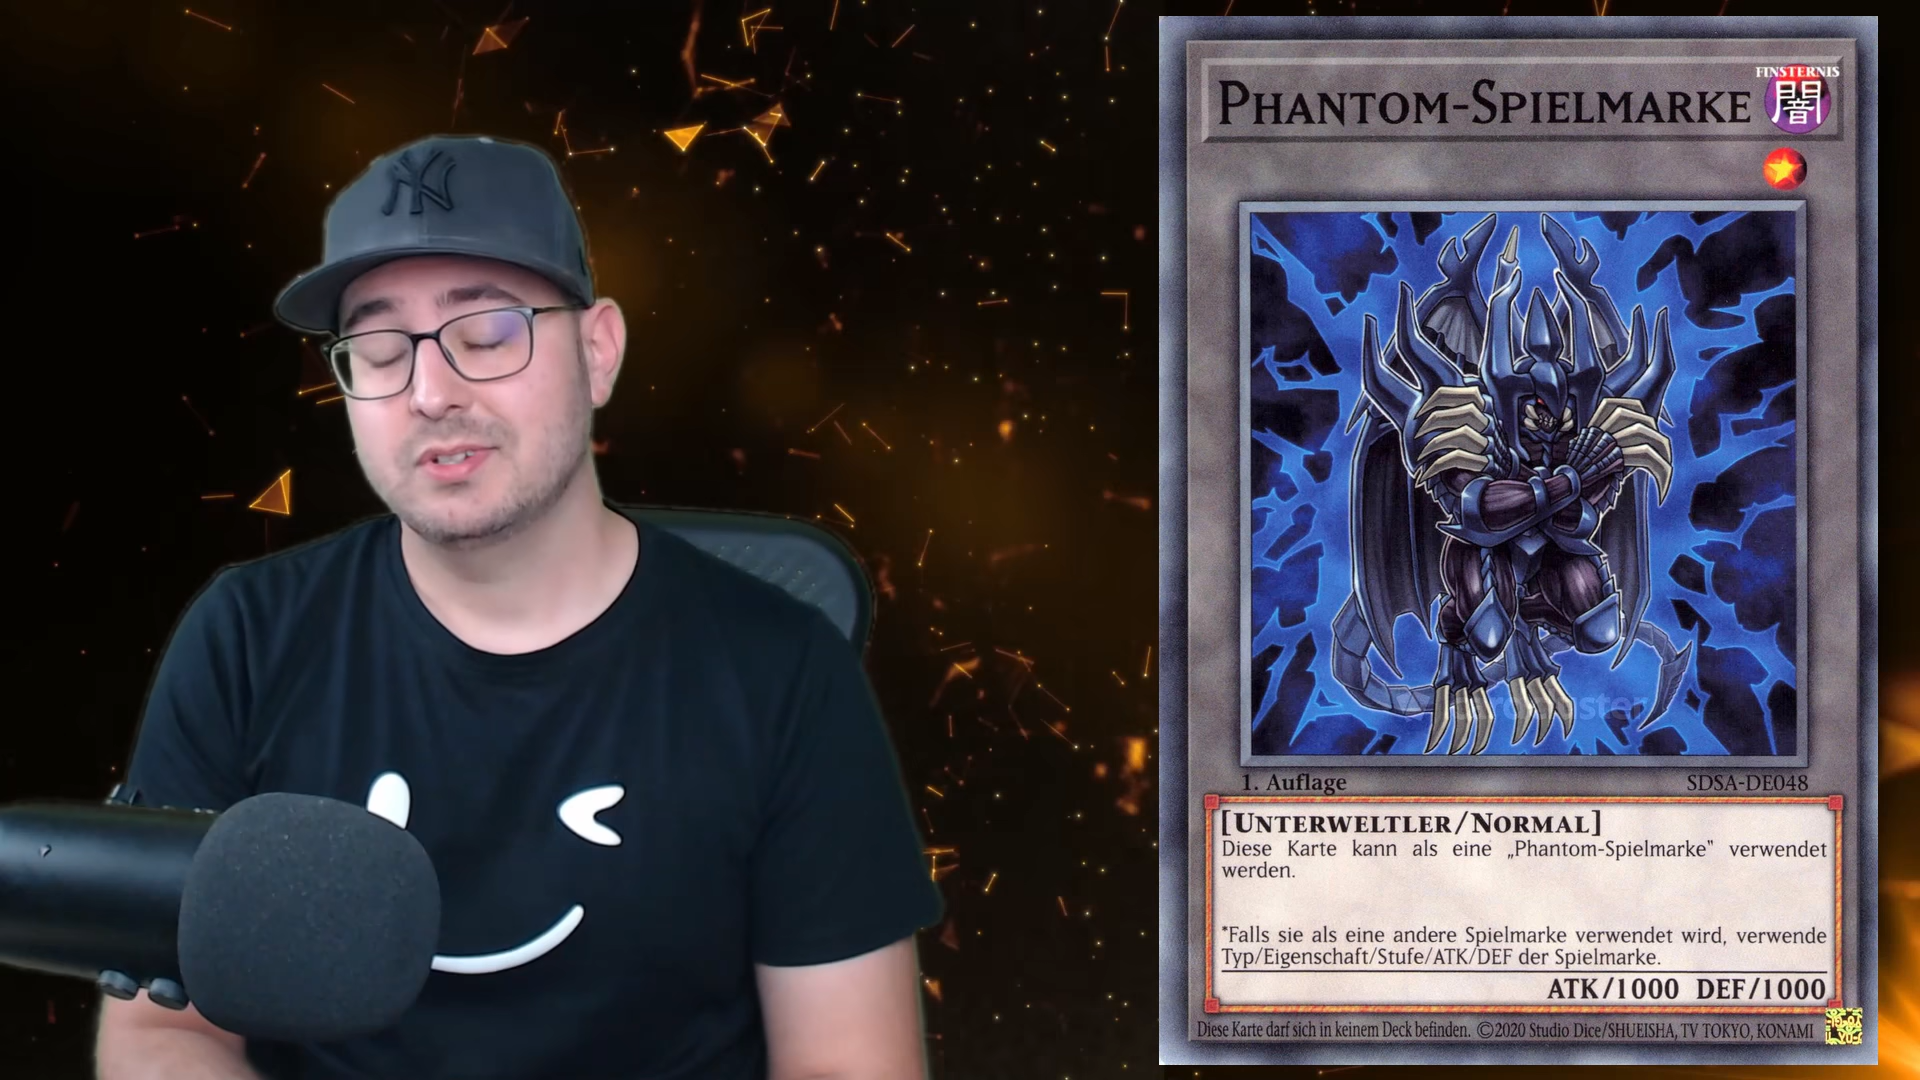 NY
PHANTOM-SPIELMARKE
FINSTERNIS
闇
1. Auflage
SDSA-DE048
[UNTERWELTLER/NORMAL]
Diese Karte kann als eine „Phantom-Spielmarke" verwendet
werden.
*Falls sie als eine andere Spielmarke verwendet wird, verwende
Typ/Eigenschaft/Stufe/ATK/DEF der Spielmarke.
ATK/1000 DEF/1000
Diese Karte darf sich in keinem Deck befinden. ©2020 Studio Dice/SHUEISHA, TV TOKYO, KONAMI